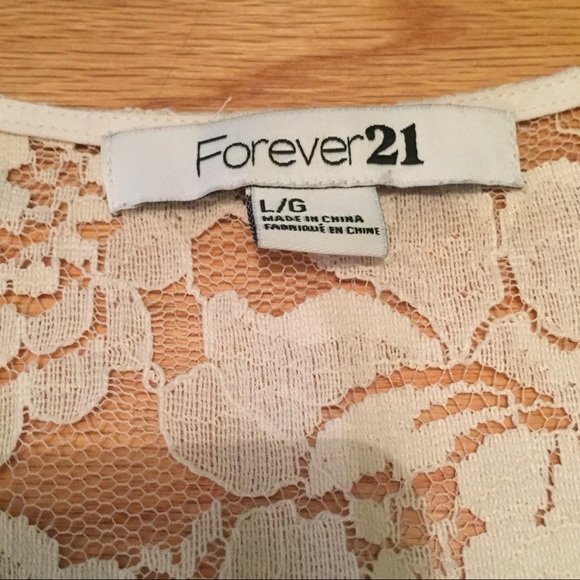 Forever21
L/G
MADE IN CHINA
FABRIQUÉ EN CHINE